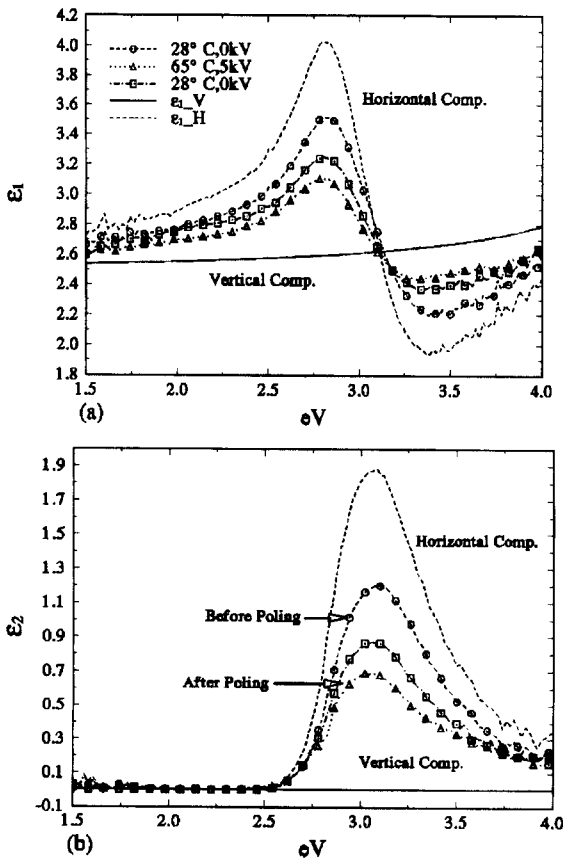 4.2
4.0
3.8
3.6
3.4
3.2
3.0
2.8
2.6
2.4
2.2
2.0
1.8
ε1
28° C,0kV
65° C,5kV
28° C,0kV
ε1_V
ε1_H
Horizontal Comp.
Vertical Comp.
1.5 2.0 2.5 3.0 3.5 4.0
(a) eV
1.9
1.7
1.5
1.3
1.1
0.9
0.7
0.5
0.3
0.1
-0.1
ε2
Horizontal Comp.
Before Poling
After Poling
Vertical Comp.
1.5 2.0 2.5 3.0 3.5 4.0
(b) eV